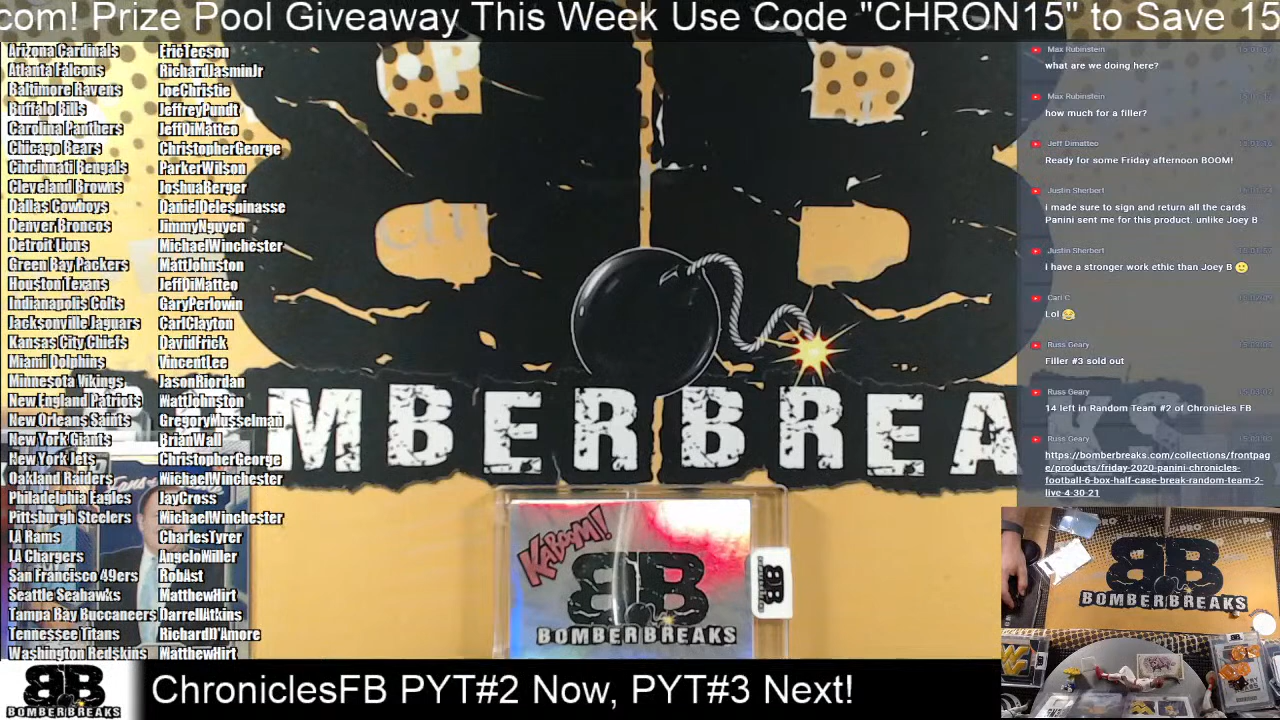 com! Prize Pool Giveaway This Week Use Code "CHRON15" to Save 15
Arizona Cardinals EricTecson
Atlanta Falcons RichardJasminJr
Baltimore Ravens JoeChristie
Buffalo Bills JeffreyPundt
Carolina Panthers JeffDiMatteo
Chicago Bears ChristopherGeorge
Cincinnati Bengals ParkerWilson
Cleveland Browns JoshuaBerger
Dallas Cowboys DanielDelespinasse
Denver Broncos JimmyNguyen
Detroit Lions MichaelWinchester
Green Bay Packers MattJohnston
Houston Texans JeffDiMatteo
Indianapolis Colts GaryPerlowin
Jacksonville Jaguars CarlClayton
Kansas City Chiefs DavidFrick
Miami Dolphins VincentLee
Minnesota Vikings JasonRiordan
New England Patriots MattJohnston
New Orleans Saints GregoryMusselman
New York Giants BrianWall
New York Jets ChristopherGeorge
Oakland Raiders MichaelWinchester
Philadelphia Eagles JayCross
Pittsburgh Steelers MichaelWinchester
LA Rams CharlesTyrer
LA Chargers AngeloMiller
San Francisco 49ers RobAst
Seattle Seahawks MatthewHirt
Tampa Bay Buccaneers DarrellAtkins
Tennessee Titans RichardD'Amore
Washington Redskins MatthewHirt
MBERBREA
KABOOM!
BB
BOMBERBREAKS
BB
Max Rubinstein
what are we doing here?
Max Rubinstein
how much for a filler?
Jeff Dimatteo
Ready for some Friday afternoon BOOM!
Justin Sherbert
i made sure to sign and return all the cards
Panini sent me for this product. unlike Joey B
Justin Sherbert
I have a stronger work ethic than Joey B 🙂
Carl C
Lol 😂
Russ Geary
Filler #3 sold out
Russ Geary
14 left in Random Team #2 of Chronicles FB
Russ Geary
https://bomberbreaks.com/collections/frontpag
e/products/friday-2020-panini-chronicles-
football-6-box-half-case-break-random-team-2-
live-4-30-21
BB
BOMBERBREAKS
BB
BOMBERBREAKS
ChroniclesFB PYT#2 Now, PYT#3 Next!